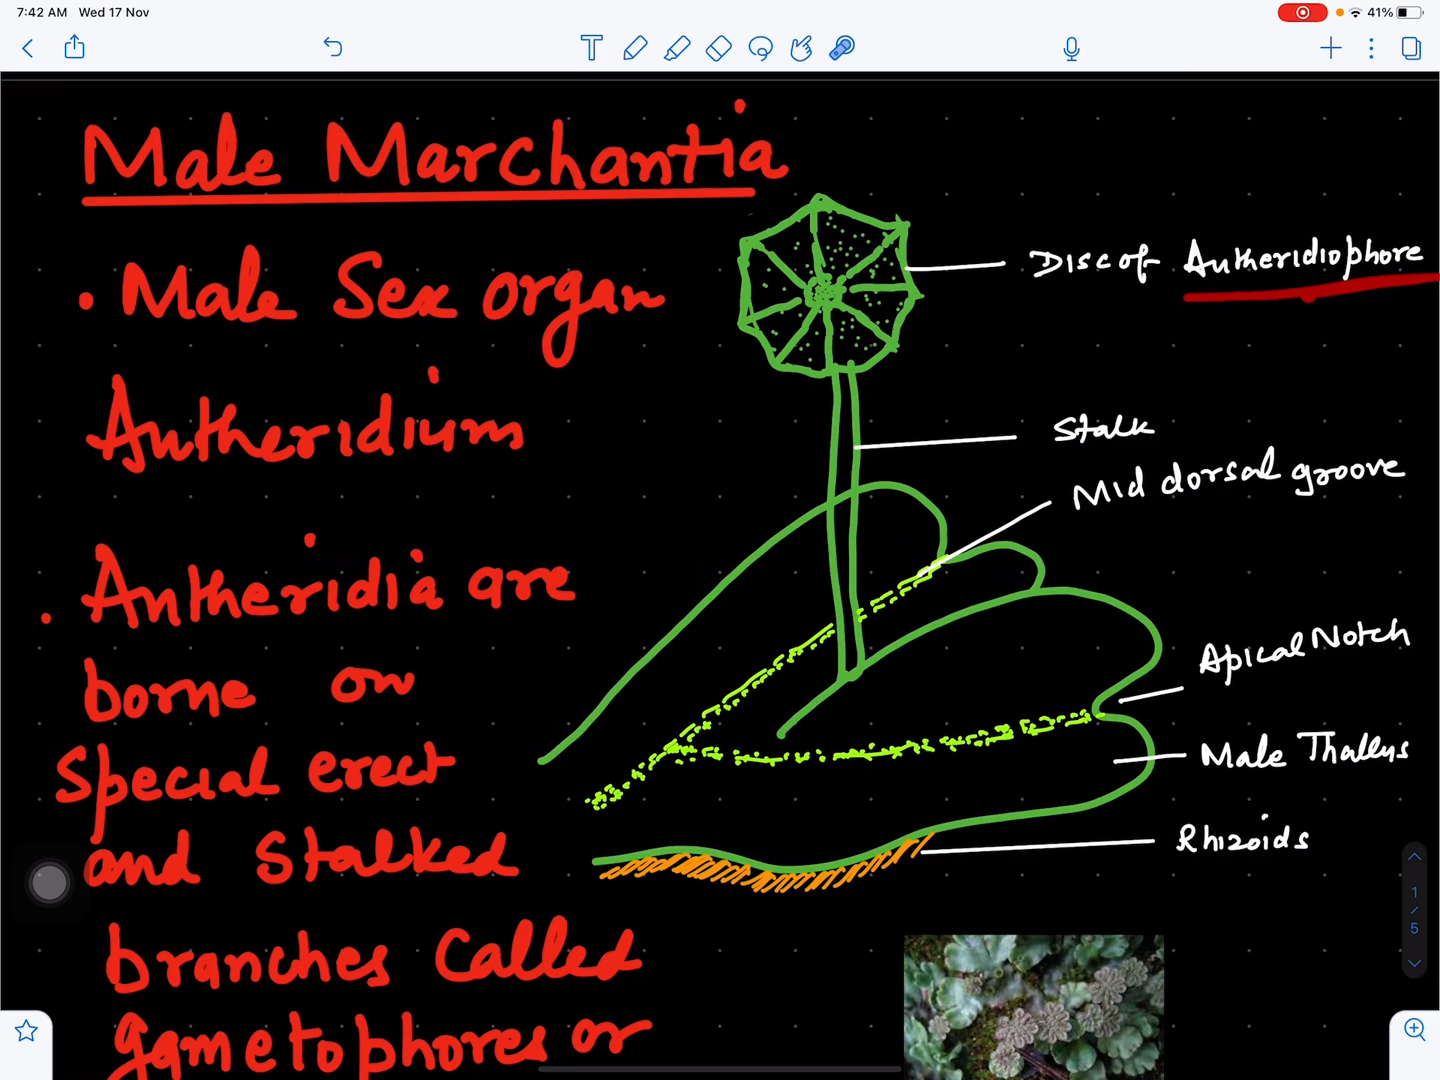 7:42 AM Wed 17 Nov
41%
Male Marchantia
• Male Sex organ
Antheridium
• Antheridia are
borne on
Special erect
and Stalked
branches Called
gametophores or
Disc of Antheridiophore
Stalk
Mid dorsal groove
Apical Notch
Male Thallus
Rhizoids
1
/
5